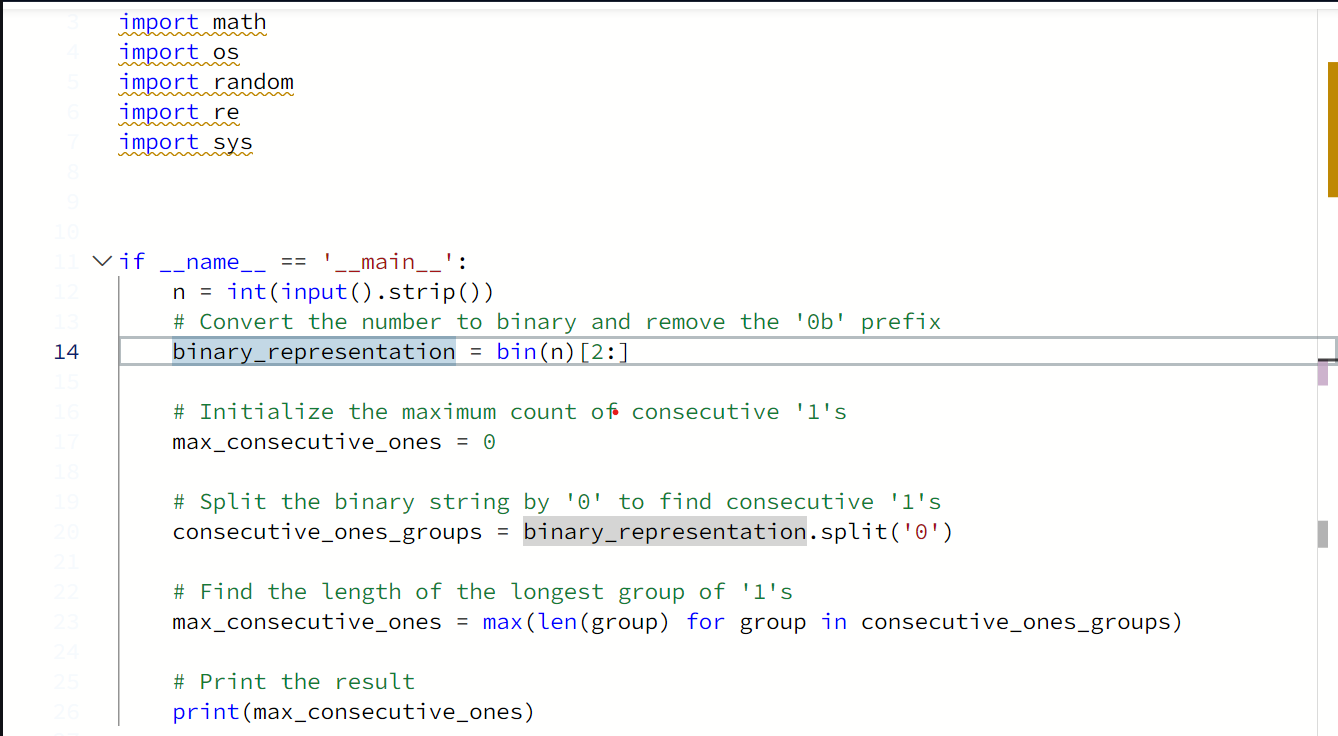 3 import math
4 import os
5 import random
6 import re
7 import sys
8
9
10
11 if __name__ == '__main__':
12     n = int(input().strip())
13     # Convert the number to binary and remove the '0b' prefix
14     binary_representation = bin(n)[2:]
15
16     # Initialize the maximum count of consecutive '1's
17     max_consecutive_ones = 0
18
19     # Split the binary string by '0' to find consecutive '1's
20     consecutive_ones_groups = binary_representation.split('0')
21
22     # Find the length of the longest group of '1's
23     max_consecutive_ones = max(len(group) for group in consecutive_ones_groups)
24
25     # Print the result
26     print(max_consecutive_ones)